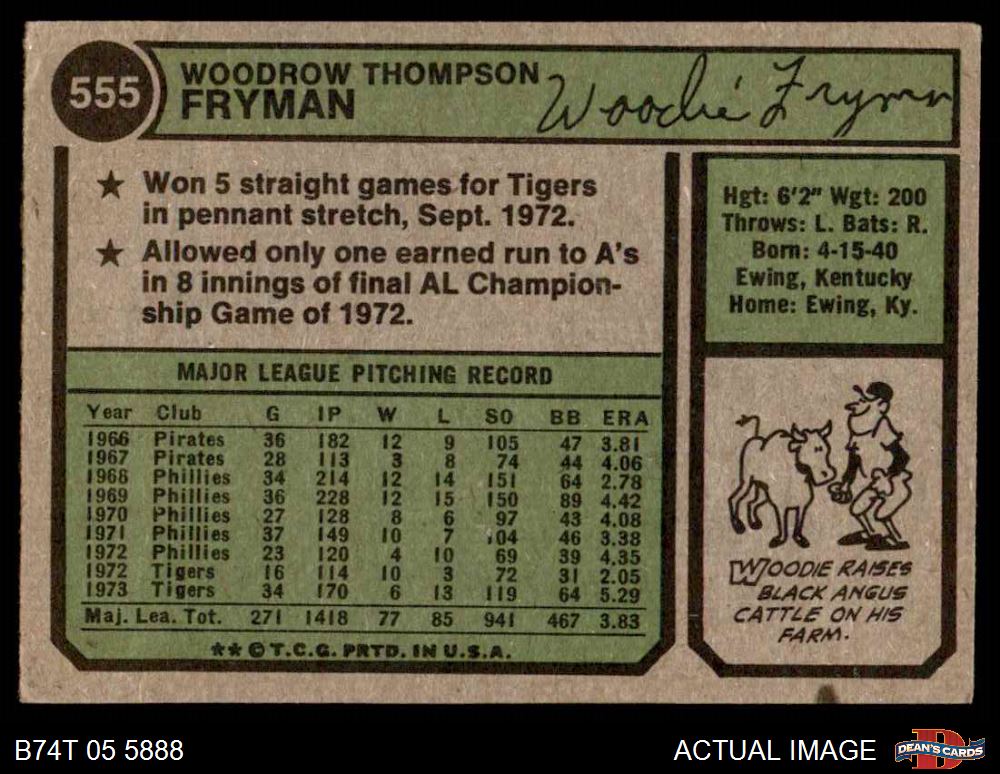 555
WOODROW THOMPSON
FRYMAN
Woodie Fryman
★ Won 5 straight games for Tigers
in pennant stretch, Sept. 1972.
★ Allowed only one earned run to A's
in 8 innings of final AL Champion-
ship Game of 1972.
Hgt: 6'2" Wgt: 200
Throws: L. Bats: R.
Born: 4-15-40
Ewing, Kentucky
Home: Ewing, Ky.
MAJOR LEAGUE PITCHING RECORD
Year Club G IP W L SO BB ERA
1966 Pirates 36 182 12 9 105 47 3.81
1967 Pirates 28 113 3 8 74 44 4.06
1968 Phillies 34 214 12 14 151 64 2.78
1969 Phillies 36 228 12 15 150 89 4.42
1970 Phillies 27 128 8 6 97 43 4.08
1971 Phillies 37 149 10 7 104 46 3.38
1972 Phillies 23 120 4 10 69 39 4.35
1972 Tigers 16 114 10 3 72 31 2.05
1973 Tigers 34 170 6 13 119 64 5.29
Maj. Lea. Tot. 271 1418 77 85 941 467 3.83
★★ © T.C.G. PRTD. IN U.S.A.
WOODIE RAISES
BLACK ANGUS
CATTLE ON HIS
FARM.
B74T 05 5888
ACTUAL IMAGE
DEAN'S CARDS